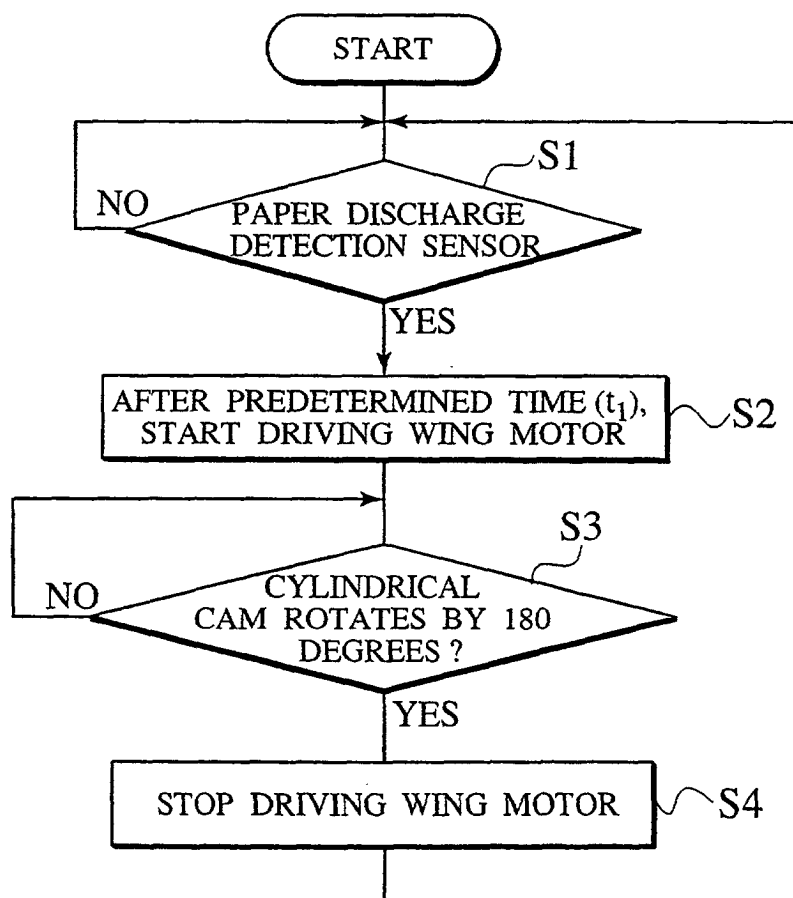 START
S1
NO
PAPER DISCHARGE
DETECTION SENSOR
YES
AFTER PREDETERMINED TIME (t₁),
START DRIVING WING MOTOR
S2
S3
NO
CYLINDRICAL
CAM ROTATES BY 180
DEGREES ?
YES
STOP DRIVING WING MOTOR
S4